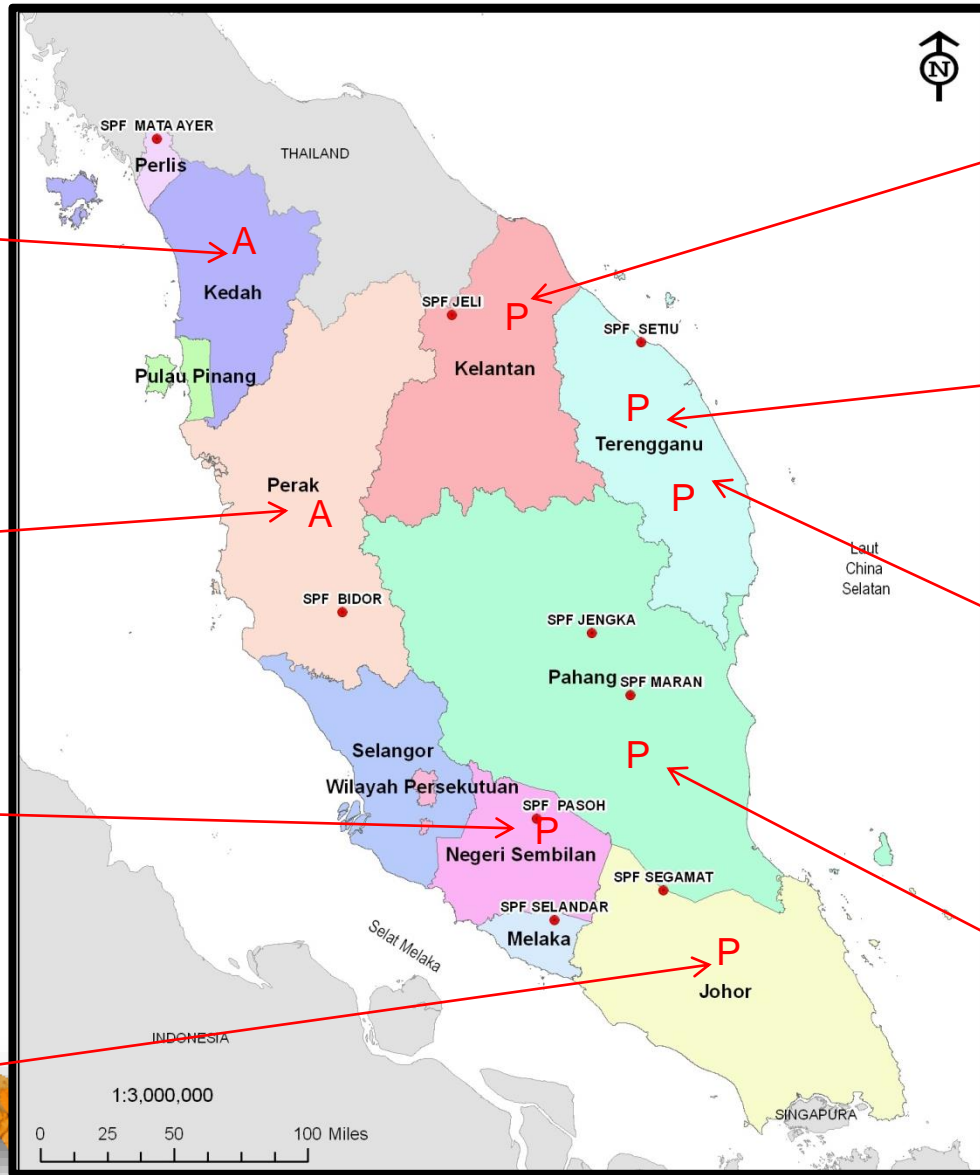 N
SPF MATA AYER
Perlis
THAILAND
A
Kedah
SPF JELI
P
SPF SETIU
Pulau Pinang
Kelantan
P
Terengganu
Perak
A
P
Laut
China
Selatan
SPF BIDOR
SPF JENGKA
Pahang
SPF MARAN
Selangor
P
Wilayah Persekutuan
SPF PASOH
P
Negeri Sembilan
SPF SEGAMAT
SPF SELANDAR
Selat Melaka
Melaka
P
Johor
INDONESIA
1:3,000,000
SINGAPURA
0 25 50 100 Miles